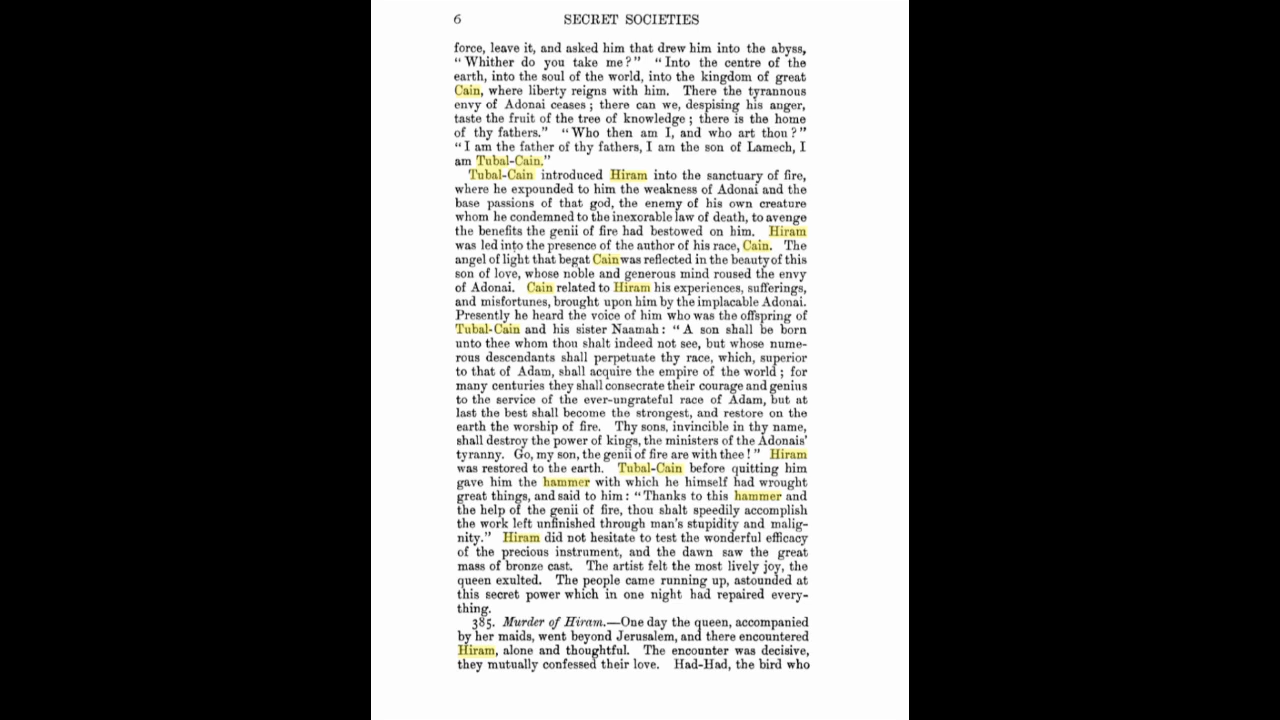 6 SECRET SOCIETIES
force, leave it, and asked him that drew him into the abyss,
"Whither do you take me?" "Into the centre of the
earth, into the soul of the world, into the kingdom of great
Cain, where liberty reigns with him. There the tyrannous
envy of Adonai ceases; there can we, despising his anger,
taste the fruit of the tree of knowledge; there is the home
of thy fathers." "Who then am I, and who art thou?"
"I am the father of thy fathers, I am the son of Lamech, I
am Tubal-Cain."
Tubal-Cain introduced Hiram into the sanctuary of fire,
where he expounded to him the weakness of Adonai and the
base passions of that god, the enemy of his own creature
whom he condemned to the inexorable law of death, to avenge
the benefits the genii of fire had bestowed on him. Hiram
was led into the presence of the author of his race, Cain. The
angel of light that begat Cain was reflected in the beauty of this
son of love, whose noble and generous mind roused the envy
of Adonai. Cain related to Hiram his experiences, sufferings,
and misfortunes, brought upon him by the implacable Adonai.
Presently he heard the voice of him who was the offspring of
Tubal-Cain and his sister Naamah: "A son shall be born
unto thee whom thou shalt indeed not see, but whose nume-
rous descendants shall perpetuate thy race, which, superior
to that of Adam, shall acquire the empire of the world; for
many centuries they shall consecrate their courage and genius
to the service of the ever-ungrateful race of Adam, but at
last the best shall become the strongest, and restore on the
earth the worship of fire. Thy sons, invincible in thy name,
shall destroy the power of kings, the ministers of the Adonais'
tyranny. Go, my son, the genii of fire are with thee!" Hiram
was restored to the earth. Tubal-Cain before quitting him
gave him the hammer with which he himself had wrought
great things, and said to him: "Thanks to this hammer and
the help of the genii of fire, thou shalt speedily accomplish
the work left unfinished through man's stupidity and malig-
nity." Hiram did not hesitate to test the wonderful efficacy
of the precious instrument, and the dawn saw the great
mass of bronze cast. The artist felt the most lively joy, the
queen exulted. The people came running up, astounded at
this secret power which in one night had repaired every-
thing.
385. Murder of Hiram.—One day the queen, accompanied
by her maids, went beyond Jerusalem, and there encountered
Hiram, alone and thoughtful. The encounter was decisive,
they mutually confessed their love. Had-Had, the bird who